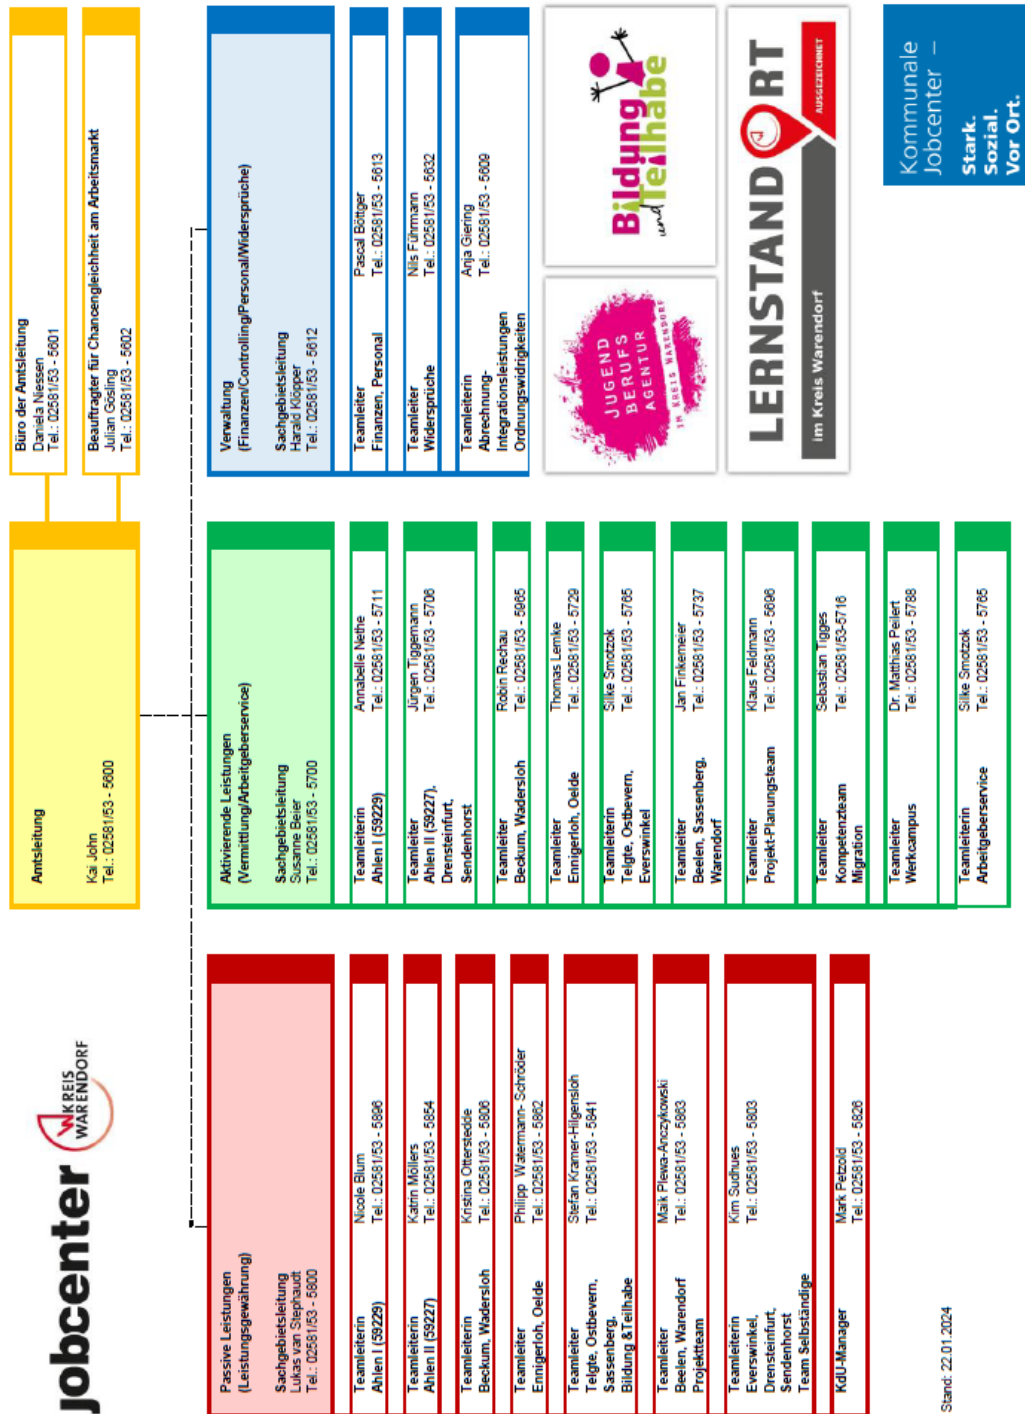 jobcenter
KREIS
WARENDORF
Amtsleitung
Kai John
Tel.: 02581/53 - 5600
Büro der Amtsleitung
Daniela Niessen
Tel.: 02581/53 - 5601
Beauftragter für Chancengleichheit am Arbeitsmarkt
Julian Gösling
Tel.: 02581/53 - 5602
Passive Leistungen
(Leistungsgewährung)
Sachgebietsleitung
Lukas van Stephaudt
Tel.: 02581/53 - 5800
Teamleiterin
Ahlen I (59229)
Nicole Blum
Tel.: 02581/53 - 5896
Teamleiterin
Ahlen II (59227)
Katrin Möllers
Tel.: 02581/53 - 5854
Teamleiterin
Beckum, Wadersloh
Kristina Otterstedde
Tel.: 02581/53 - 5806
Teamleiter
Ennigerloh, Oelde
Philipp Watermann- Schröder
Tel.: 02581/53 - 5862
Teamleiter
Telgte, Ostbevern,
Sassenberg,
Bildung &Teilhabe
Stefan Kramer-Hilgensloh
Tel.: 02581/53 - 5841
Teamleiter
Beelen, Warendorf
Projektteam
Maik Plewa-Anczykowski
Tel.: 02581/53 - 5863
Teamleiterin
Everswinkel,
Drensteinfurt,
Sendenhorst
Team Selbständige
Kim Sudhues
Tel.: 02581/53 - 5803
KdU-Manager
Mark Petzold
Tel.: 02581/53 - 5826
Aktivierende Leistungen
(Vermittlung/Arbeitgeberservice)
Sachgebietsleitung
Susanne Beier
Tel.: 02581/53 - 5700
Teamleiterin
Ahlen I (59229)
Annabelle Nethe
Tel.: 02581/53 - 5711
Teamleiter
Ahlen II (59227),
Drensteinfurt,
Sendenhorst
Jürgen Tiggemann
Tel.: 02581/53 - 5706
Teamleiter
Beckum, Wadersloh
Robin Rechau
Tel.: 02581/53 - 5965
Teamleiter
Ennigerloh, Oelde
Thomas Lemke
Tel.: 02581/53 - 5729
Teamleiterin
Telgte, Ostbevern,
Everswinkel
Silke Smotzok
Tel.: 02581/53 - 5765
Teamleiter
Beelen, Sassenberg,
Warendorf
Jan Finkemeier
Tel.: 02581/53 - 5737
Teamleiter
Projekt-Planungsteam
Klaus Feldmann
Tel.: 02581/53 - 5696
Teamleiter
Kompetenzteam
Migration
Sebastian Tigges
Tel.: 02581/53-5716
Teamleiter
Werkcampus
Dr. Matthias Peilert
Tel.: 02581/53 - 5788
Teamleiterin
Arbeitgeberservice
Silke Smotzok
Tel.: 02581/53 - 5765
Verwaltung
(Finanzen/Controlling/Personal/Widersprüche)
Sachgebietsleitung
Harald Klöpper
Tel.: 02581/53 - 5612
Teamleiter
Finanzen, Personal
Pascal Böttger
Tel.: 02581/53 - 5613
Teamleiter
Widersprüche
Nils Führmann
Tel.: 02581/53 - 5632
Teamleiterin
Abrechnung-
Integrationsleistungen
Ordnungswidrigkeiten
Anja Giering
Tel.: 02581/53 - 5609
JUGEND
BERUFS
AGENTUR
IM KREIS WARENDORF
Bildung
und Teilhabe
LERNSTANDORT
im Kreis Warendorf
AUSGEZEICHNET
Kommunale
Jobcenter –
Stark.
Sozial.
Vor Ort.
Stand: 22.01.2024